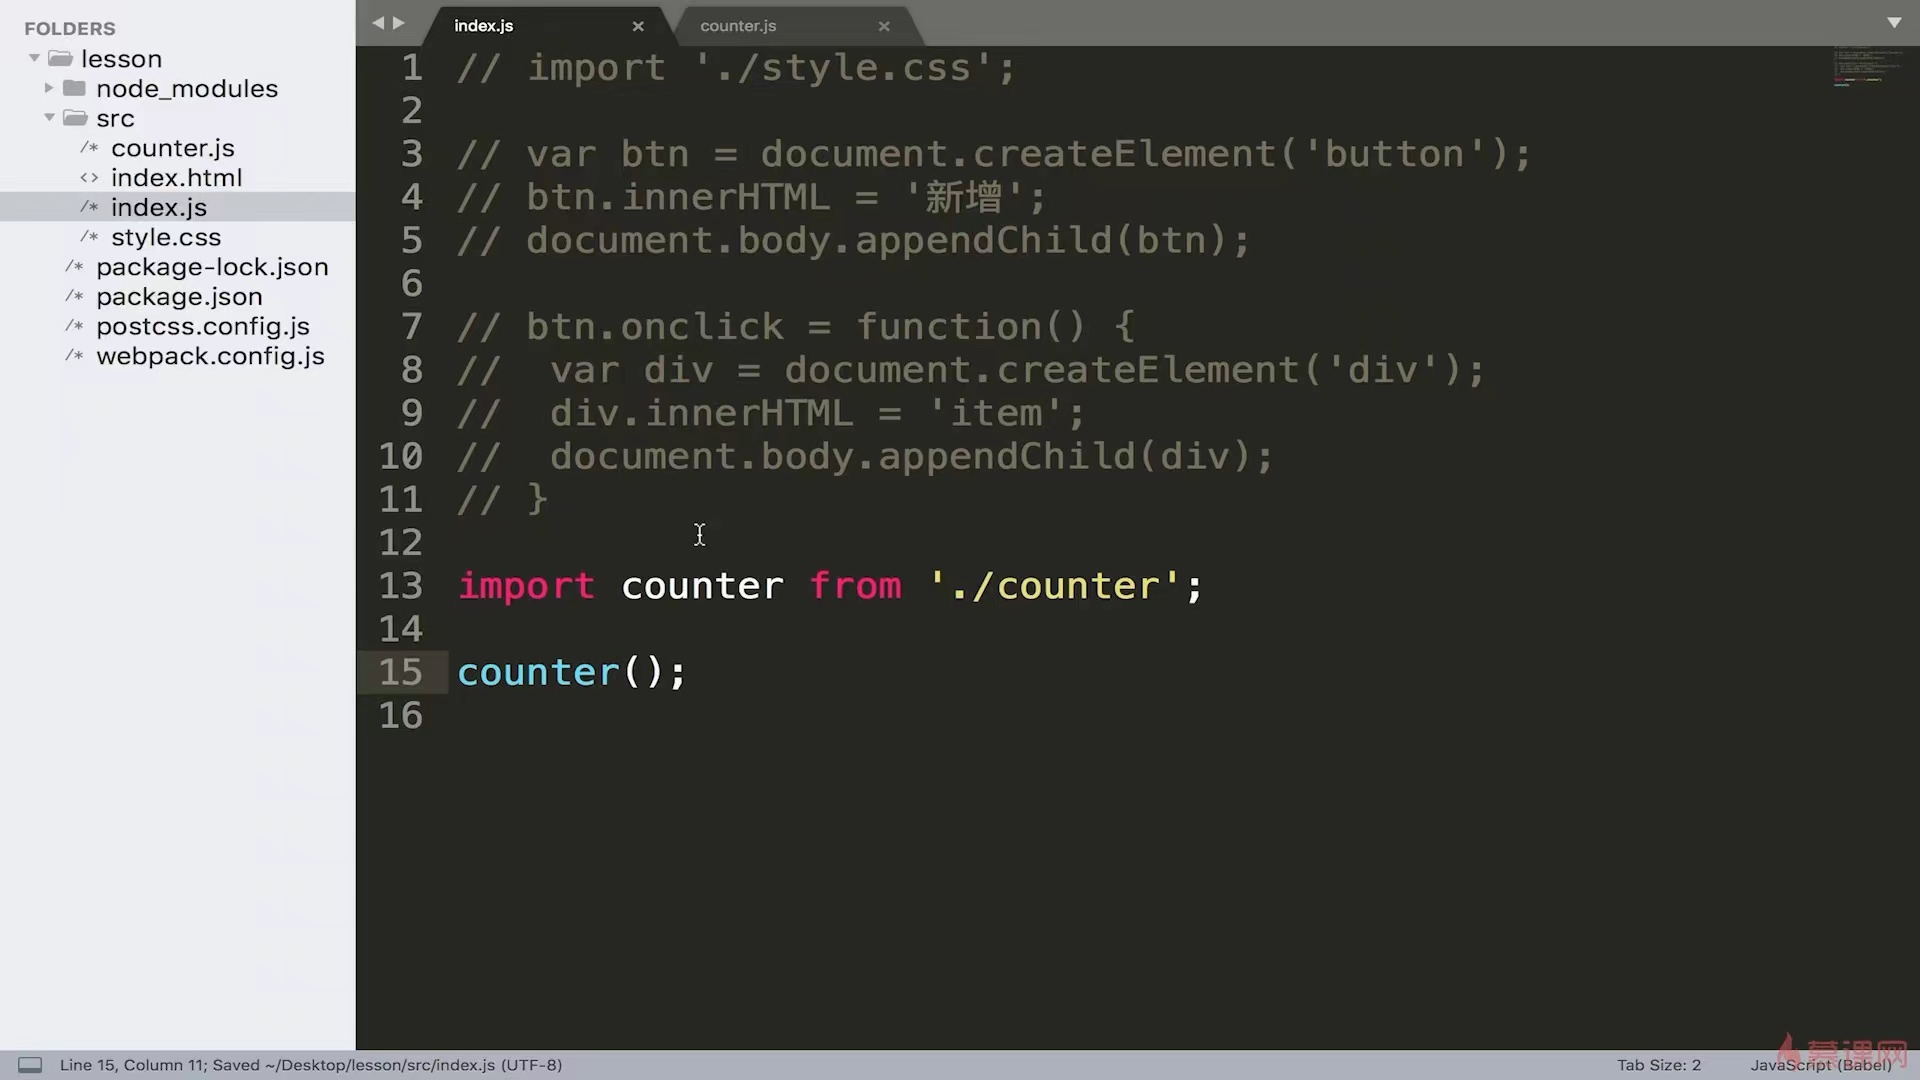 FOLDERS
lesson
node_modules
src
/* counter.js
<> index.html
/* index.js
/* style.css
/* package-lock.json
/* package.json
/* postcss.config.js
/* webpack.config.js
index.js ×
counter.js ×
1 // import './style.css';
2
3 // var btn = document.createElement('button');
4 // btn.innerHTML = '新增';
5 // document.body.appendChild(btn);
6
7 // btn.onclick = function() {
8 //  var div = document.createElement('div');
9 //  div.innerHTML = 'item';
10 //  document.body.appendChild(div);
11 // }
12
13 import counter from './counter';
14
15 counter();
16
Line 15, Column 11; Saved ~/Desktop/lesson/src/index.js (UTF-8)
Tab Size: 2
JavaScript (Babel)
慕课网